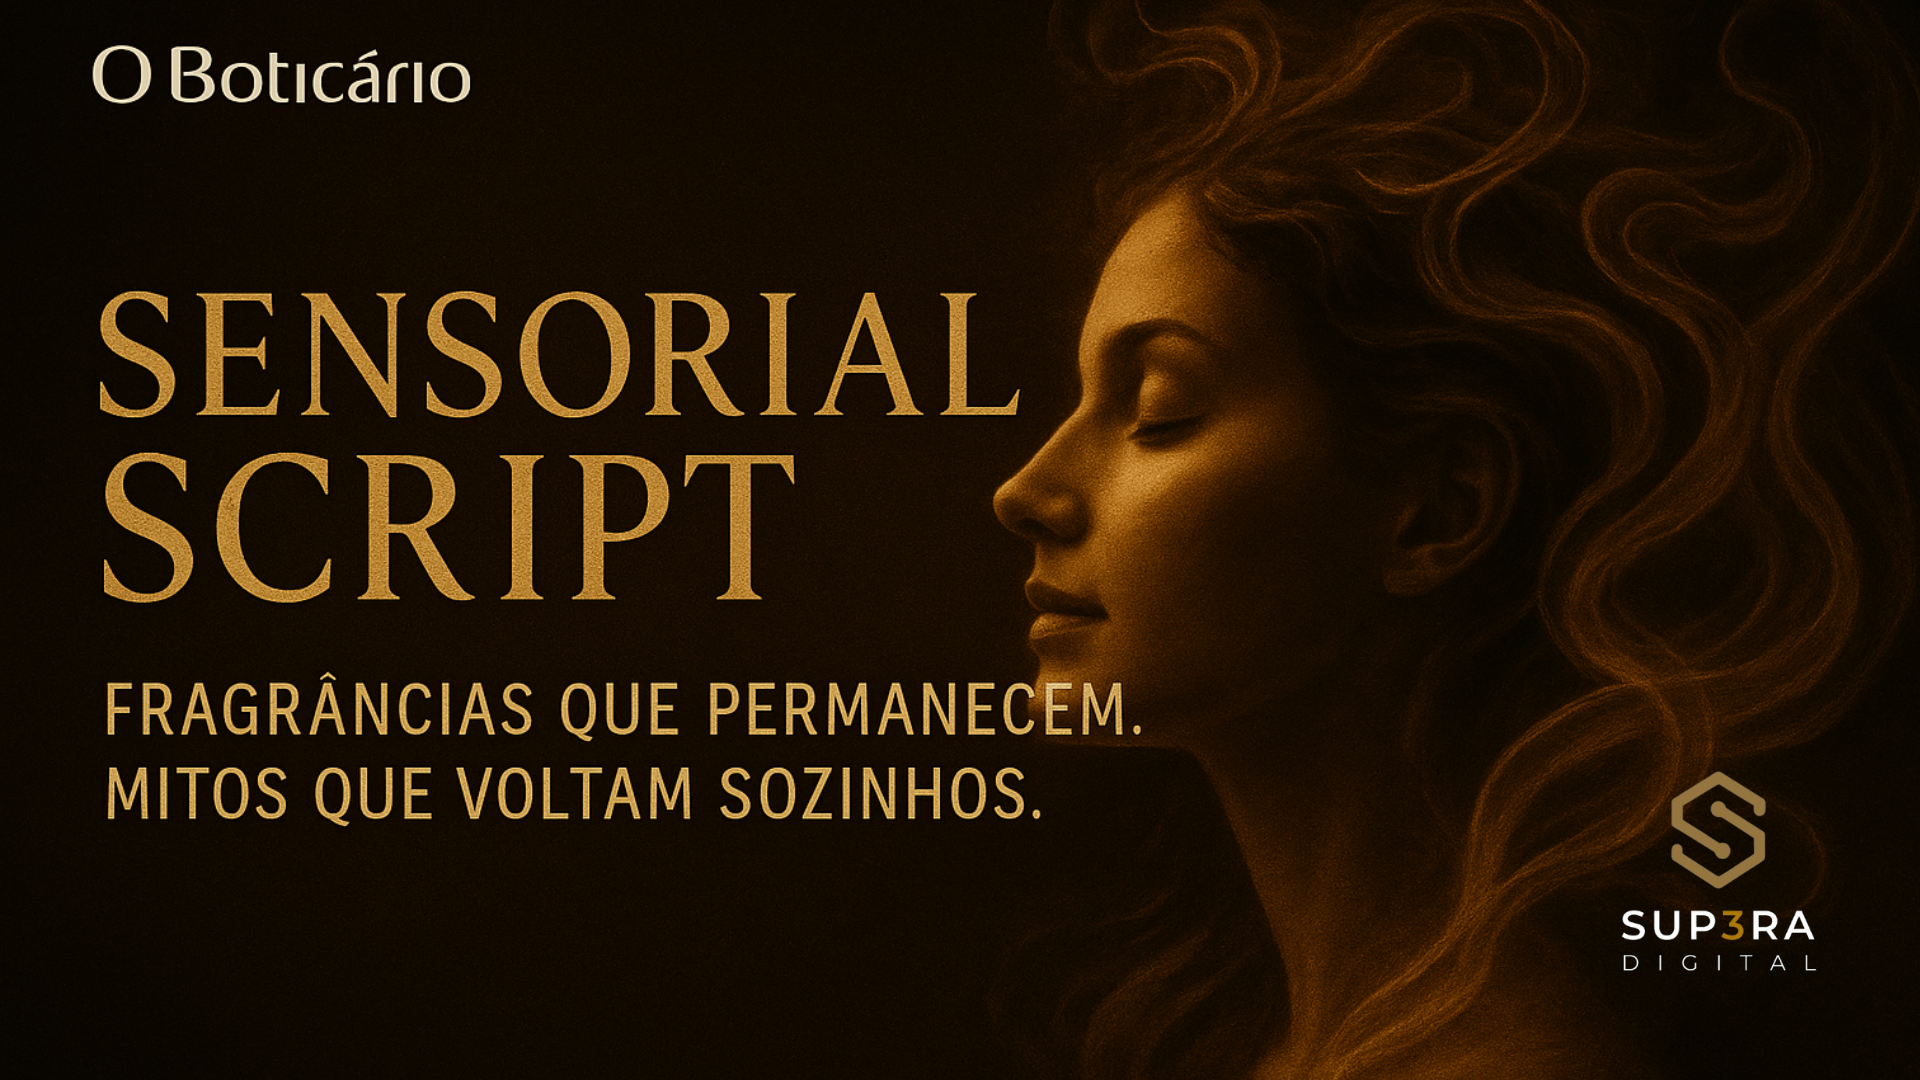 O Boticário
SENSORIAL
SCRIPT
FRAGRÂNCIAS QUE PERMANECEM.
MITOS QUE VOLTAM SOZINHOS.
SUP3RA
DIGITAL